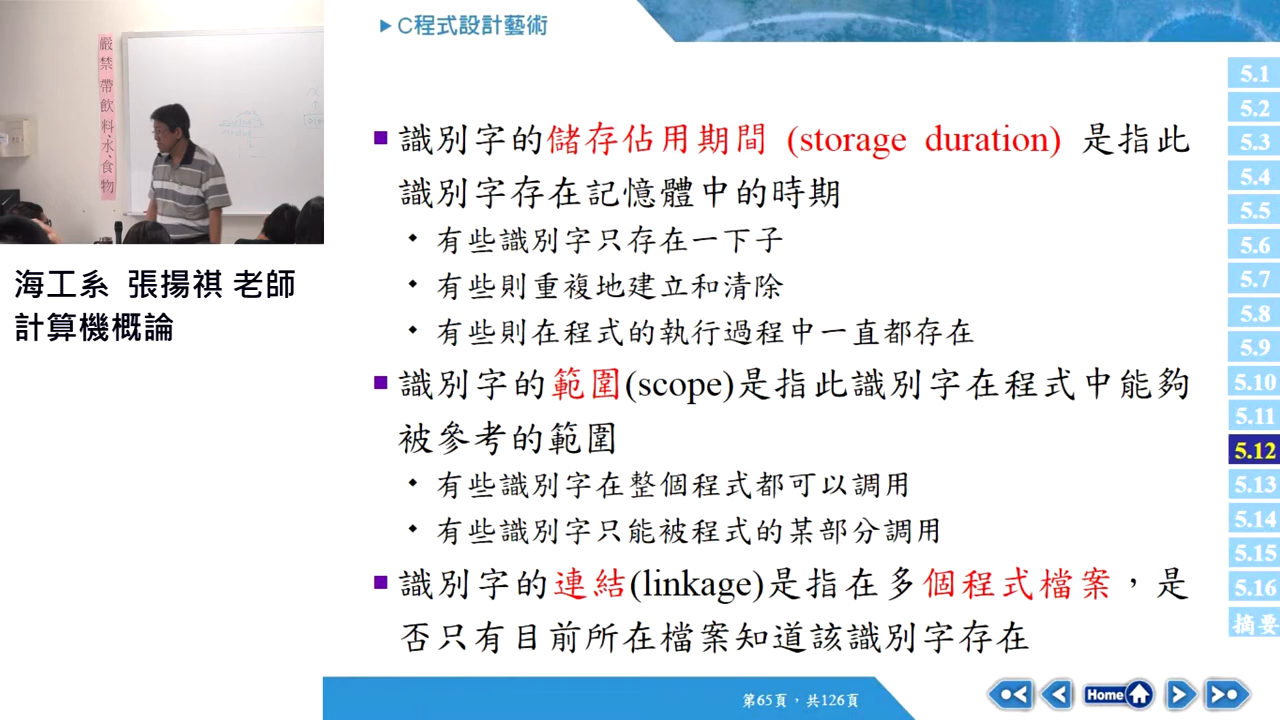 嚴禁帶飲料、水、食物
海工系 張揚祺 老師
計算機概論
C程式設計藝術
識別字的儲存佔用期間 (storage duration) 是指此
識別字存在記憶體中的時期
有些識別字只存在一下子
有些則重複地建立和清除
有些則在程式的執行過程中一直都存在
識別字的範圍(scope)是指此識別字在程式中能夠
被參考的範圍
有些識別字在整個程式都可以調用
有些識別字只能被程式的某部分調用
識別字的連結(linkage)是指在多個程式檔案，是
否只有目前所在檔案知道該識別字存在
5.1
5.2
5.3
5.4
5.5
5.6
5.7
5.8
5.9
5.10
5.11
5.12
5.13
5.14
5.15
5.16
摘要
第65頁，共126頁
Home